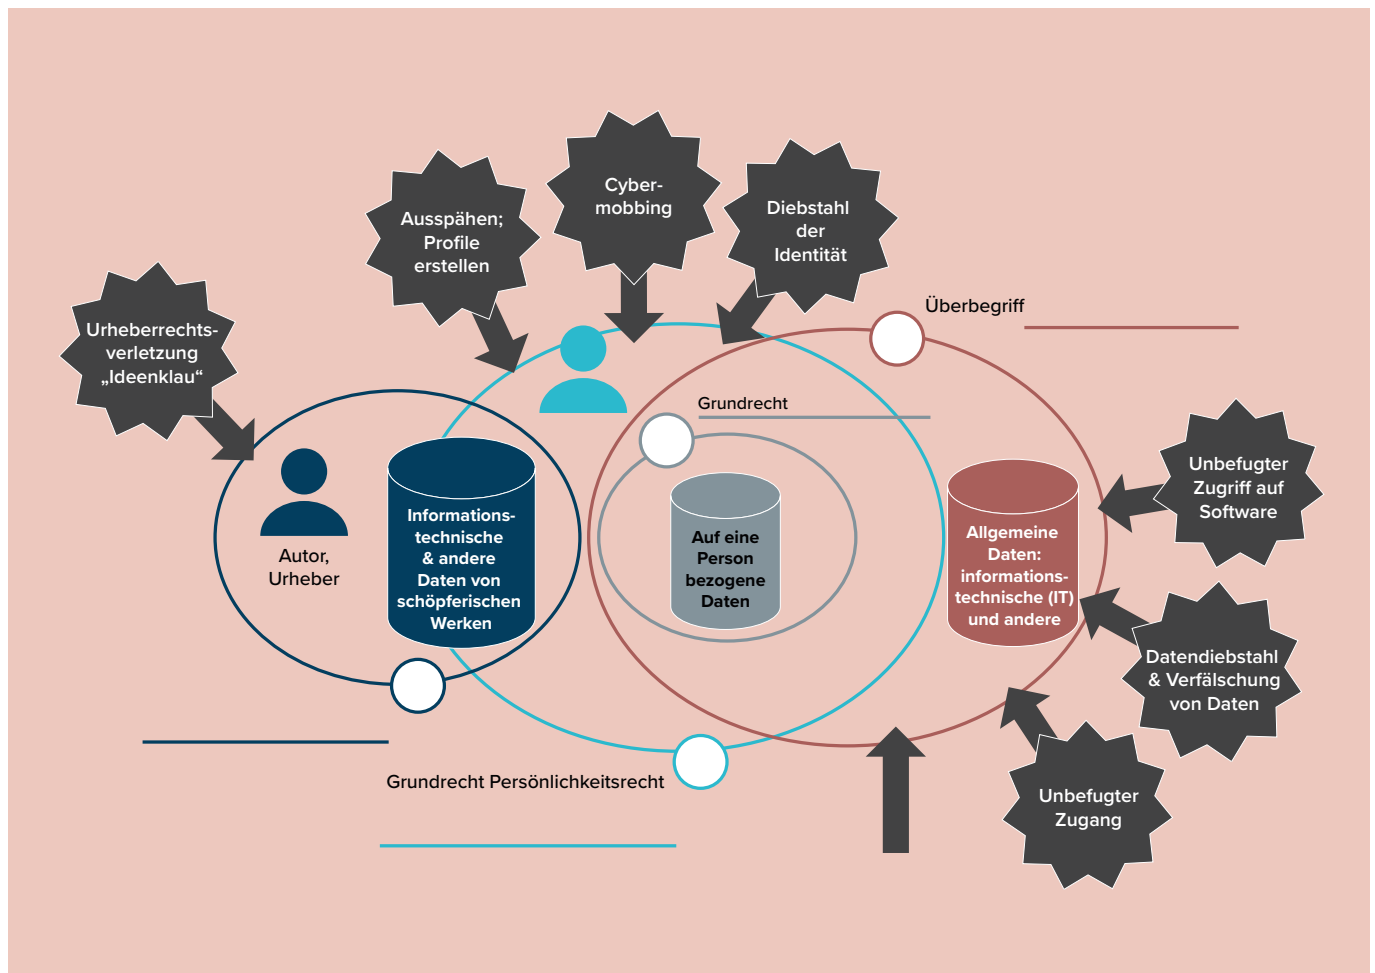 Cyber-
mobbing
Ausspähen;
Profile
erstellen
Diebstahl
der
Identität
Urheberrechts-
verletzung
„Ideenklau“
Überbegriff
Grundrecht
Unbefugter
Zugriff auf
Software
Autor,
Urheber
Informations-
technische
& andere
Daten von
schöpferischen
Werken
Auf eine
Person
bezogene
Daten
Allgemeine
Daten:
informations-
technische (IT)
und andere
Datendiebstahl
& Verfälschung
von Daten
Grundrecht Persönlichkeitsrecht
Unbefugter
Zugang